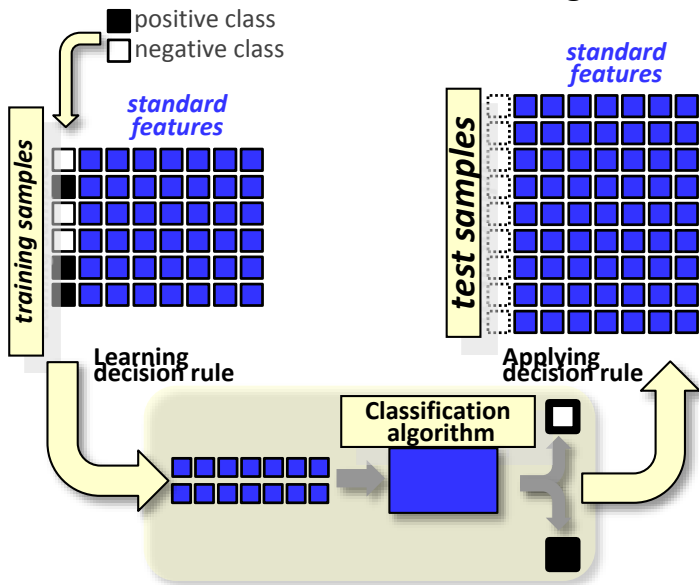 positive class
negative class
standard
features
training samples
standard
features
test samples
Learning
decision rule
Applying
decision rule
Classification
algorithm